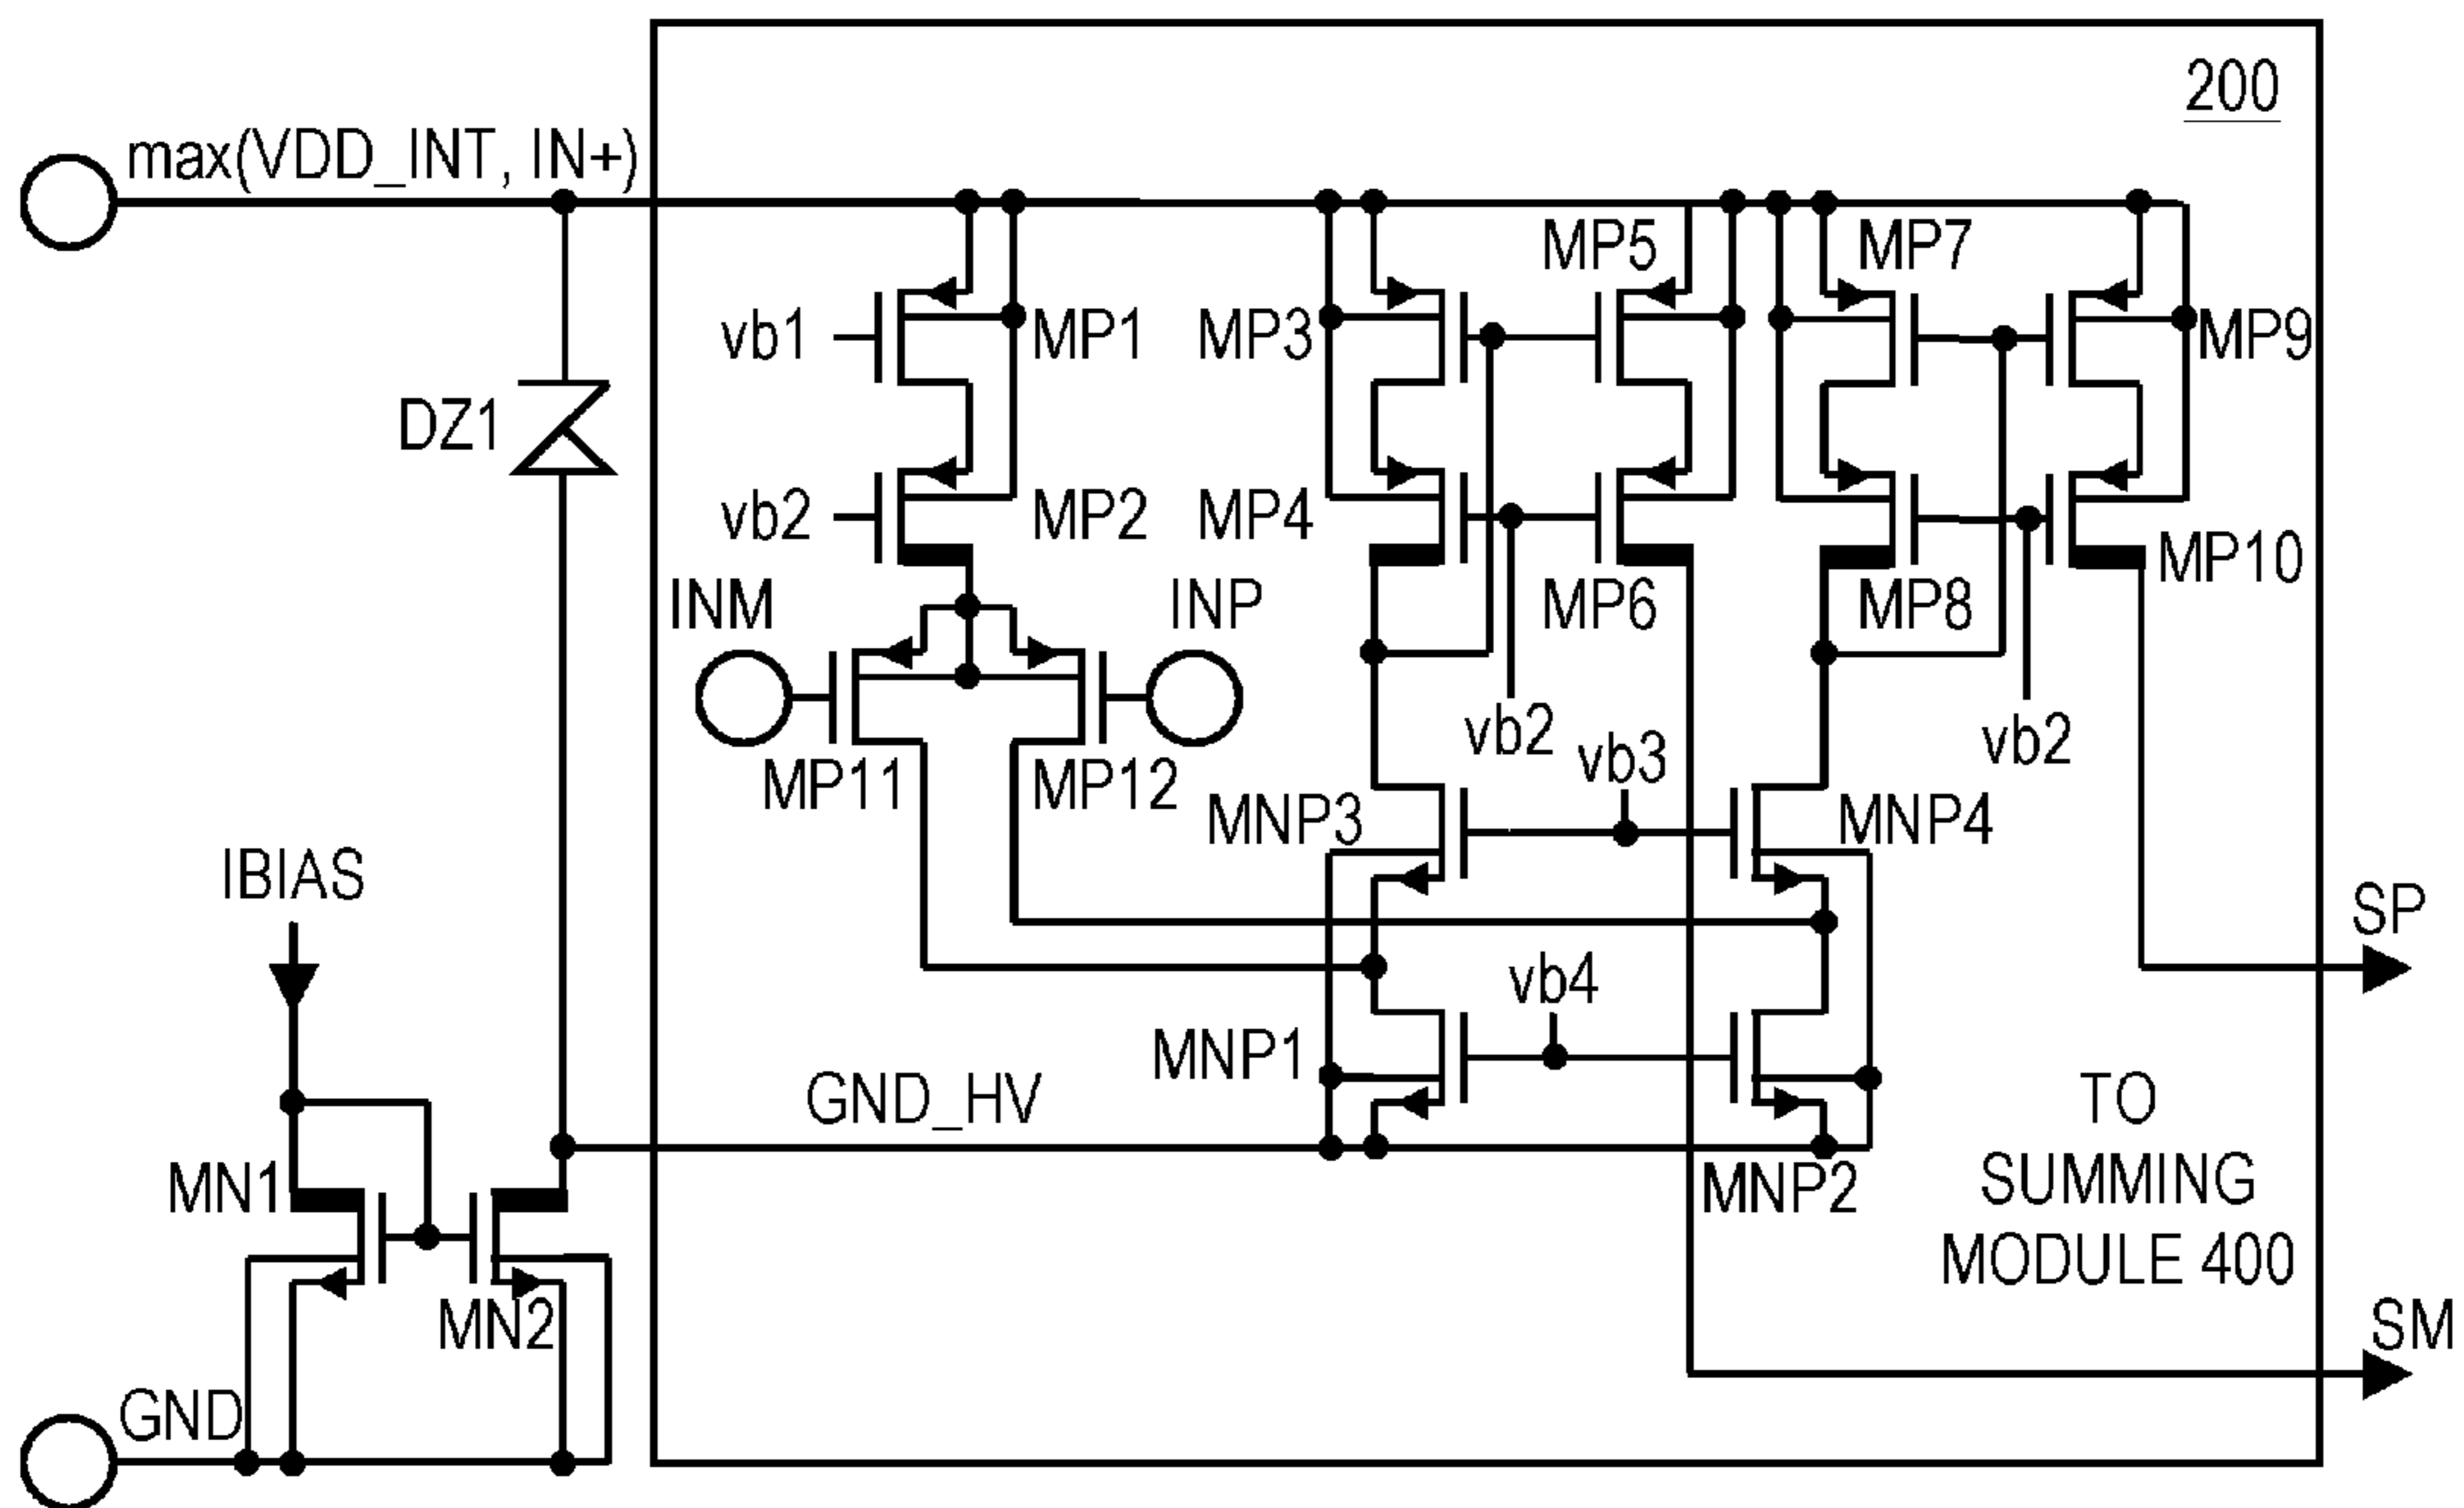 200
max(VDD_INT, IN+)
MP5
MP7
vb1
MP1
MP3
MP9
DZ1
vb2
MP2
MP4
MP10
INM
INP
MP6
MP8
vb2
vb2
vb3
MP11
MP12
MNP3
MNP4
IBIAS
SP
vb4
MNP1
GND_HV
TO
SUMMING
MODULE 400
MN1
MNP2
MN2
SM
GND